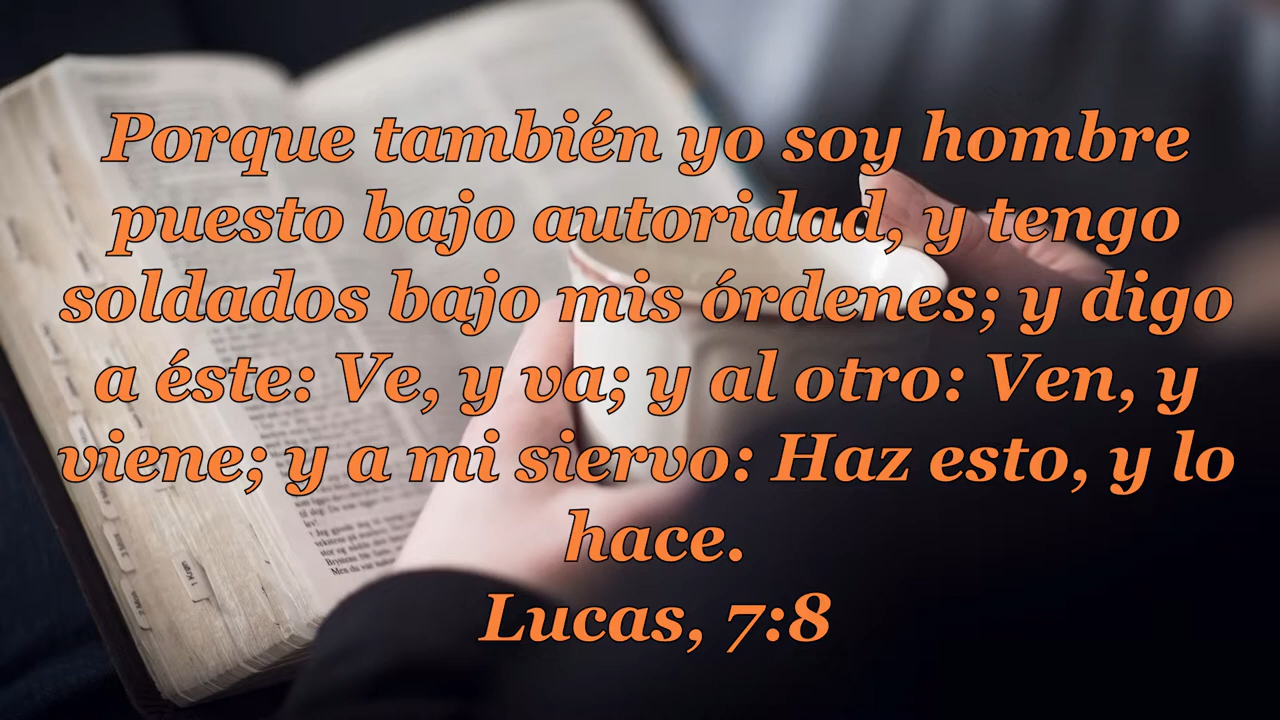 Porque también yo soy hombre
puesto bajo autoridad, y tengo
soldados bajo mis órdenes; y digo
a éste: Ve, y va; y al otro: Ven, y
viene; y a mi siervo: Haz esto, y lo
hace.
Lucas, 7:8